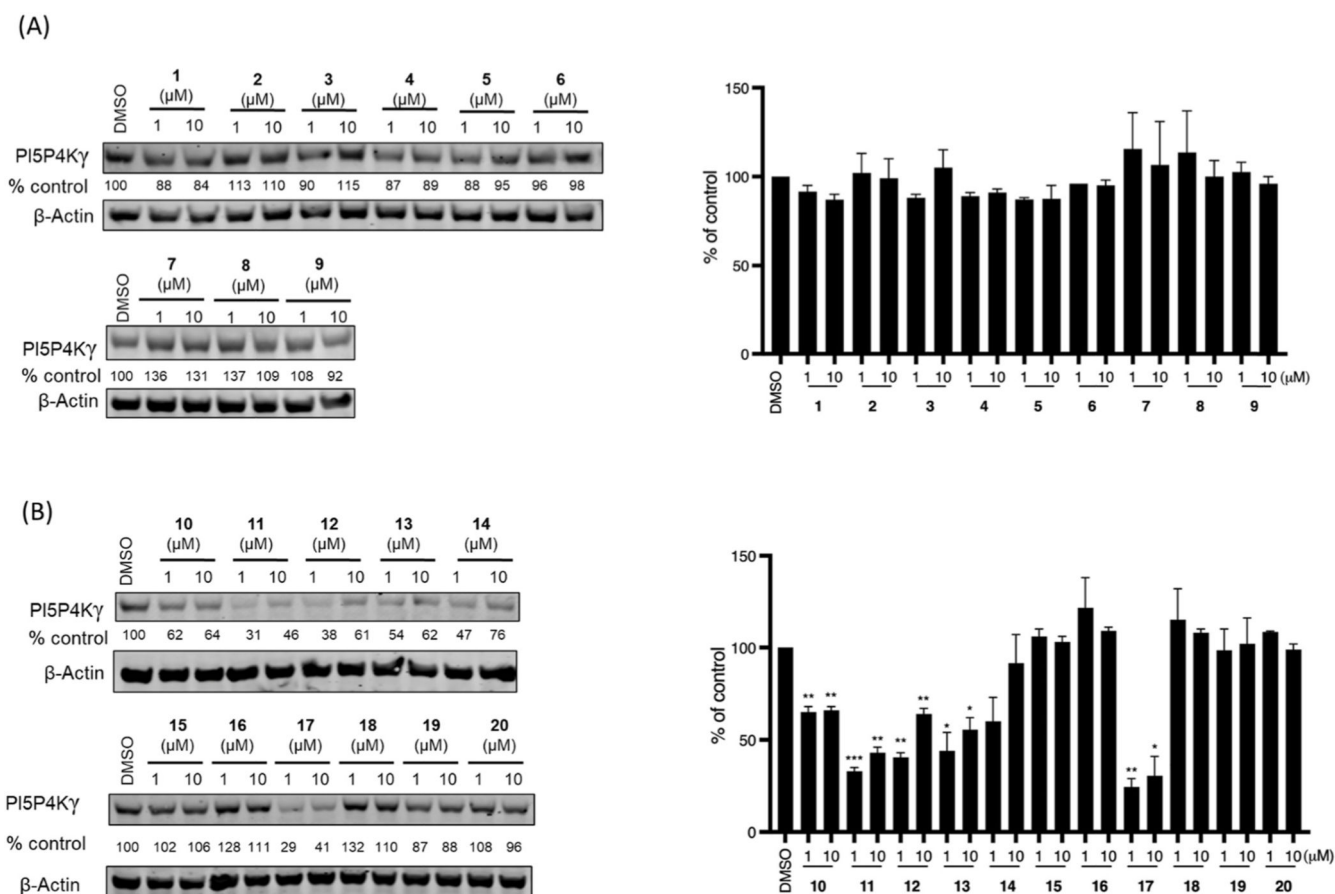 (A)
1 2 3 4 5 6
DMSO (µM) (µM) (µM) (µM) (µM) (µM)
1 10 1 10 1 10 1 10 1 10 1 10
PI5P4Kγ
% control 100 88 84 113 110 90 115 87 89 88 95 96 98
β-Actin
7 8 9
DMSO (µM) (µM) (µM)
1 10 1 10 1 10
PI5P4Kγ
% control 100 136 131 137 109 108 92
β-Actin
% of control
150
100
50
0
DMSO 1 10 1 10 1 10 1 10 1 10 1 10 1 10 1 10 1 10 (µM)
1 2 3 4 5 6 7 8 9
(B)
10 11 12 13 14
DMSO (µM) (µM) (µM) (µM) (µM)
1 10 1 10 1 10 1 10 1 10
PI5P4Kγ
% control 100 62 64 31 46 38 61 54 62 47 76
β-Actin
15 16 17 18 19 20
DMSO (µM) (µM) (µM) (µM) (µM) (µM)
1 10 1 10 1 10 1 10 1 10 1 10
PI5P4Kγ
% control 100 102 106 128 111 29 41 132 110 87 88 108 96
β-Actin
% of control
150
100
50
0
** ** *** ** ** ** * * ** *
DMSO 1 10 1 10 1 10 1 10 1 10 1 10 1 10 1 10 1 10 1 10 1 10 (µM)
10 11 12 13 14 15 16 17 18 19 20